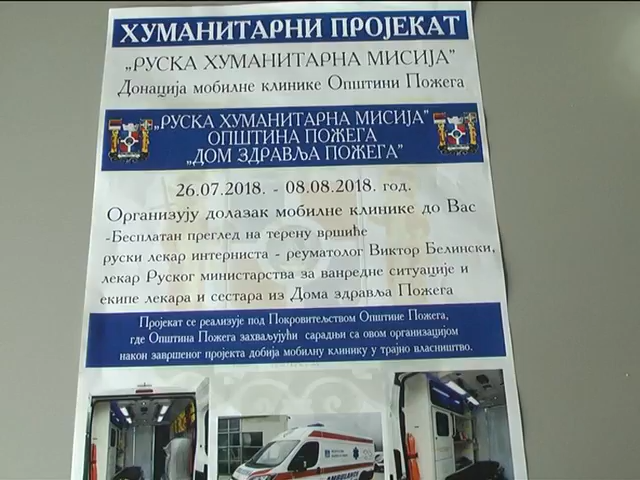 ХУМАНИТАРНИ ПРОЈЕКАТ
„РУСКА ХУМАНИТАРНА МИСИЈА”
Донација мобилне клинике Општини Пожега
„РУСКА ХУМАНИТАРНА МИСИЈА”
ОПШТИНА ПОЖЕГА
„ДОМ ЗДРАВЉА ПОЖЕГА”
26.07.2018. - 08.08.2018. год.
Организују долазак мобилне клинике до Вас
-Бесплатан преглед на терену вршиће
руски лекар интерниста - реуматолог Виктор Белински,
лекар Руског министарства за ванредне ситуације и
екипе лекара и сестара из Дома здравља Пожега
Пројекат се реализује под Покровитељством Општине Пожега,
где Општина Пожега захваљујући сарадњи са овом организацијом
након завршеног пројекта добија мобилну клинику у трајно власништво.
AMBULANCE